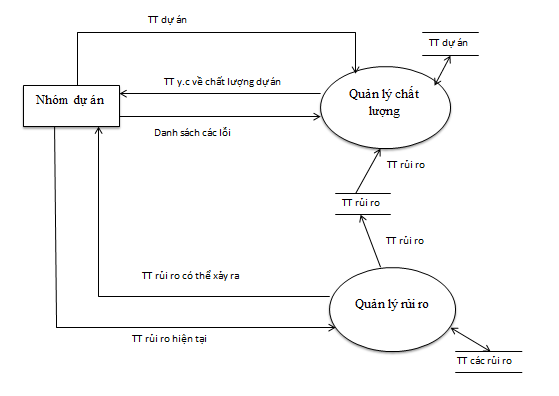 TT dự án
TT dự án
TT y.c về chất lượng dự án
Nhóm dự án
Quản lý chất
lượng
Danh sách các lỗi
TT rủi ro
TT rủi ro
TT rủi ro
TT rủi ro có thể xảy ra
Quản lý rủi ro
TT rủi ro hiện tại
TT các rủi ro